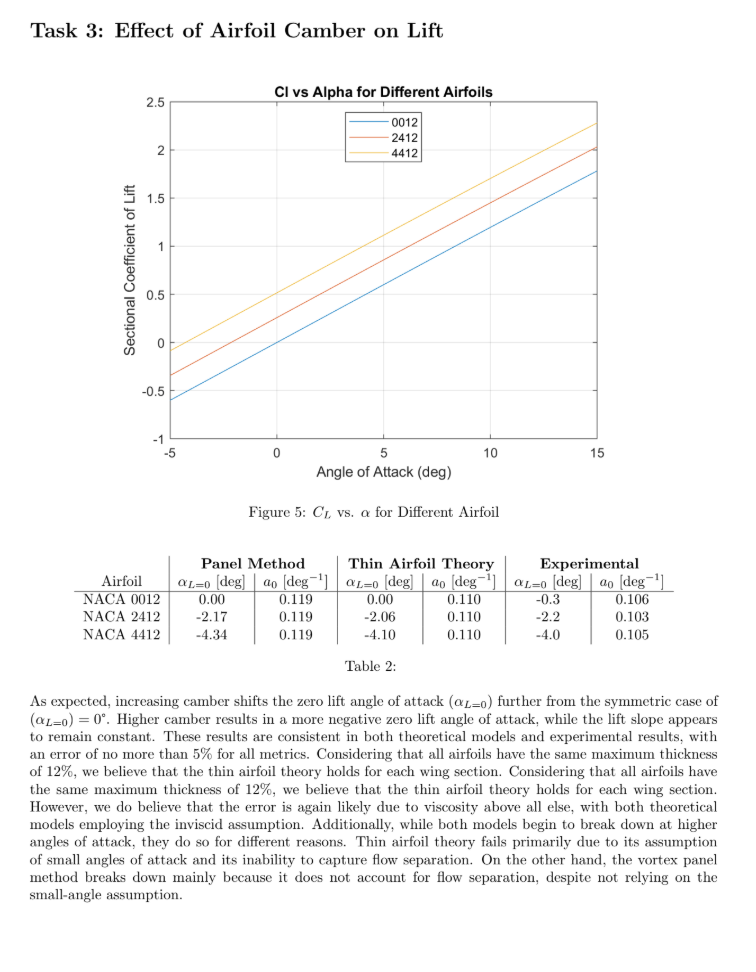 Task 3: Effect of Airfoil Camber on Lift
Cl vs Alpha for Different Airfoils
2.5
0012
2412
4412
2
1.5
1
0.5
0
-0.5
-1
Sectional Coefficient of Lift
-5 0 5 10 15
Angle of Attack (deg)
Figure 5: C_L vs. α for Different Airfoil
Panel Method Thin Airfoil Theory Experimental
Airfoil α_{L=0} [deg] a_0 [deg^{-1}] α_{L=0} [deg] a_0 [deg^{-1}] α_{L=0} [deg] a_0 [deg^{-1}]
NACA 0012 0.00 0.119 0.00 0.110 -0.3 0.106
NACA 2412 -2.17 0.119 -2.06 0.110 -2.2 0.103
NACA 4412 -4.34 0.119 -4.10 0.110 -4.0 0.105
Table 2:
As expected, increasing camber shifts the zero lift angle of attack (α_{L=0}) further from the symmetric case of
(α_{L=0}) = 0°. Higher camber results in a more negative zero lift angle of attack, while the lift slope appears
to remain constant. These results are consistent in both theoretical models and experimental results, with
an error of no more than 5% for all metrics. Considering that all airfoils have the same maximum thickness
of 12%, we believe that the thin airfoil theory holds for each wing section. Considering that all airfoils have
the same maximum thickness of 12%, we believe that the thin airfoil theory holds for each wing section.
However, we do believe that the error is again likely due to viscosity above all else, with both theoretical
models employing the inviscid assumption. Additionally, while both models begin to break down at higher
angles of attack, they do so for different reasons. Thin airfoil theory fails primarily due to its assumption
of small angles of attack and its inability to capture flow separation. On the other hand, the vortex panel
method breaks down mainly because it does not account for flow separation, despite not relying on the
small-angle assumption.